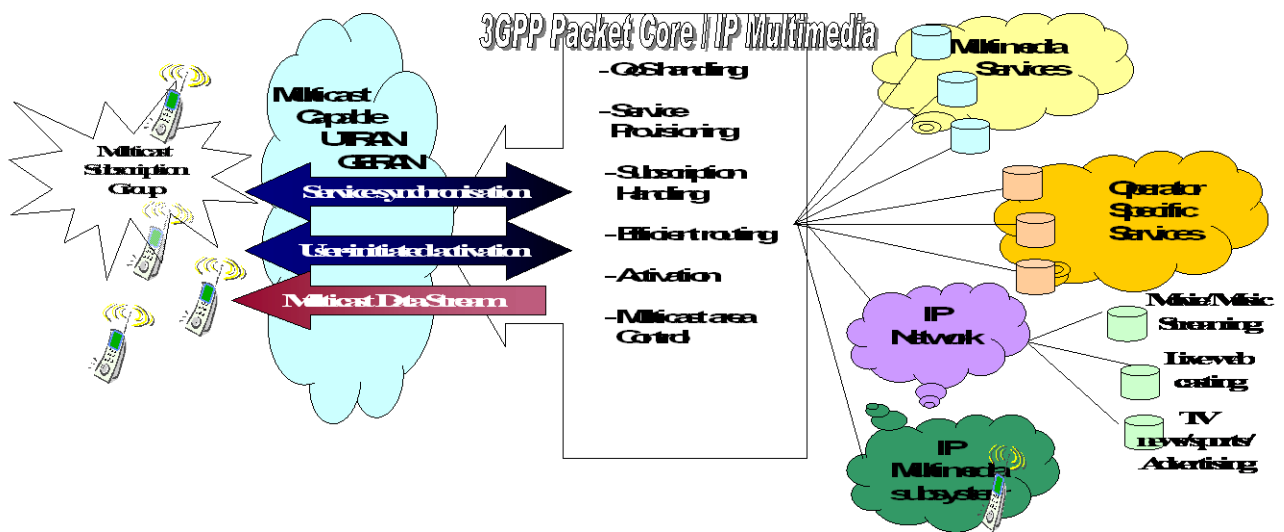 3GPP Packet Core / IP Multimedia
Multicast
Subscription
Group
Multicast
Capable
UTRAN
GERAN
Service synchronisation
User-initiated activation
Multicast Data Stream
- QoS handling
- Service
Provisioning
- Subscription
Handling
- Efficient routing
- Activation
- Multicast area
Control
Multimedia
Services
Operator
Specific
Services
IP
Network
Movie/Music
Streaming
Live web
casting
TV
news/sports/
Advertising
IP
Multimedia
subsystem